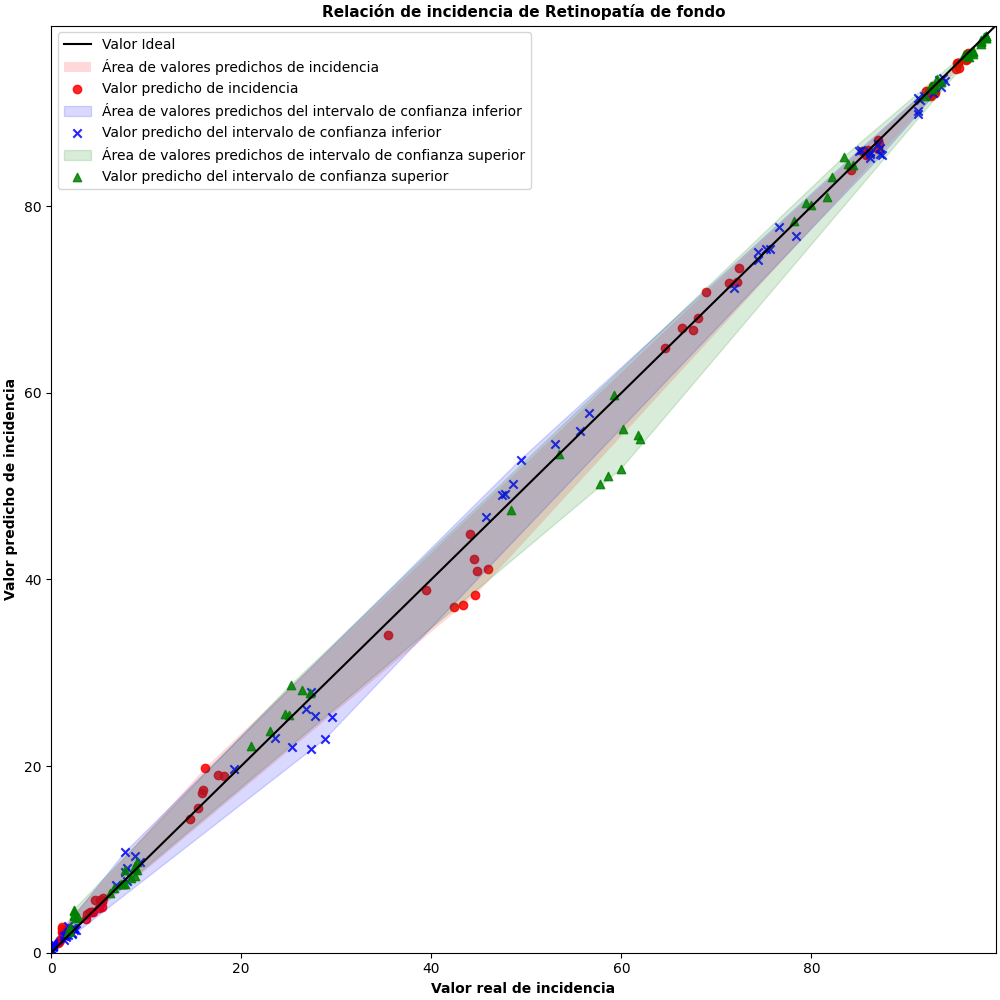 Relación de incidencia de Retinopatía de fondo
Valor Ideal
Área de valores predichos de incidencia
Valor predicho de incidencia
Área de valores predichos del intervalo de confianza inferior
Valor predicho del intervalo de confianza inferior
Área de valores predichos de intervalo de confianza superior
Valor predicho del intervalo de confianza superior
Valor predicho de incidencia
80
60
40
20
0
0 20 40 60 80
Valor real de incidencia